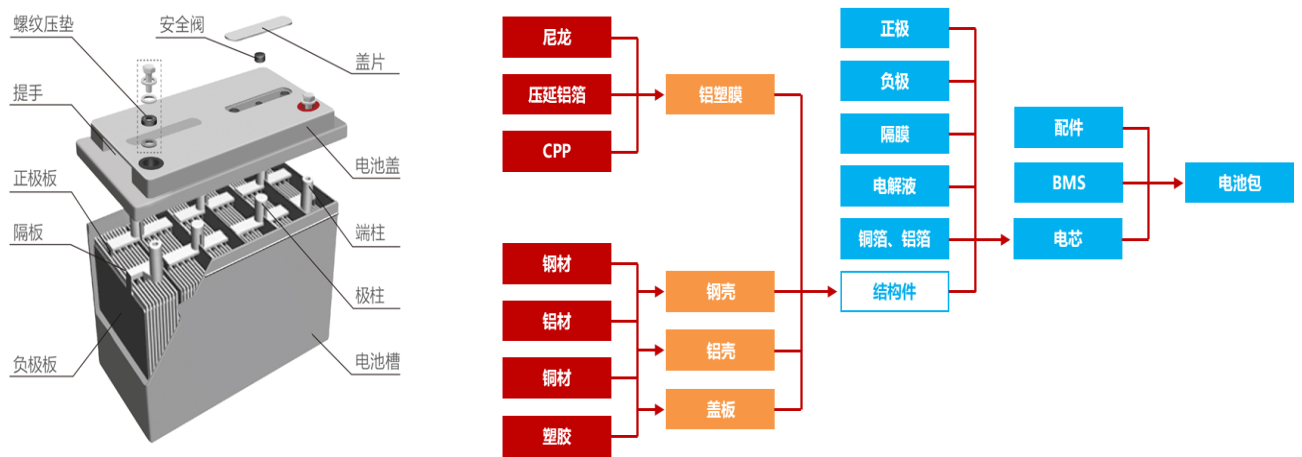 螺纹压垫
安全阀
盖片
提手
电池盖
正极板
隔板
端柱
极柱
负极板
电池槽
尼龙
压延铝箔
CPP
铝塑膜
钢材
铝材
铜材
塑胶
钢壳
铝壳
盖板
正极
负极
隔膜
电解液
铜箔、铝箔
结构件
配件
BMS
电芯
电池包